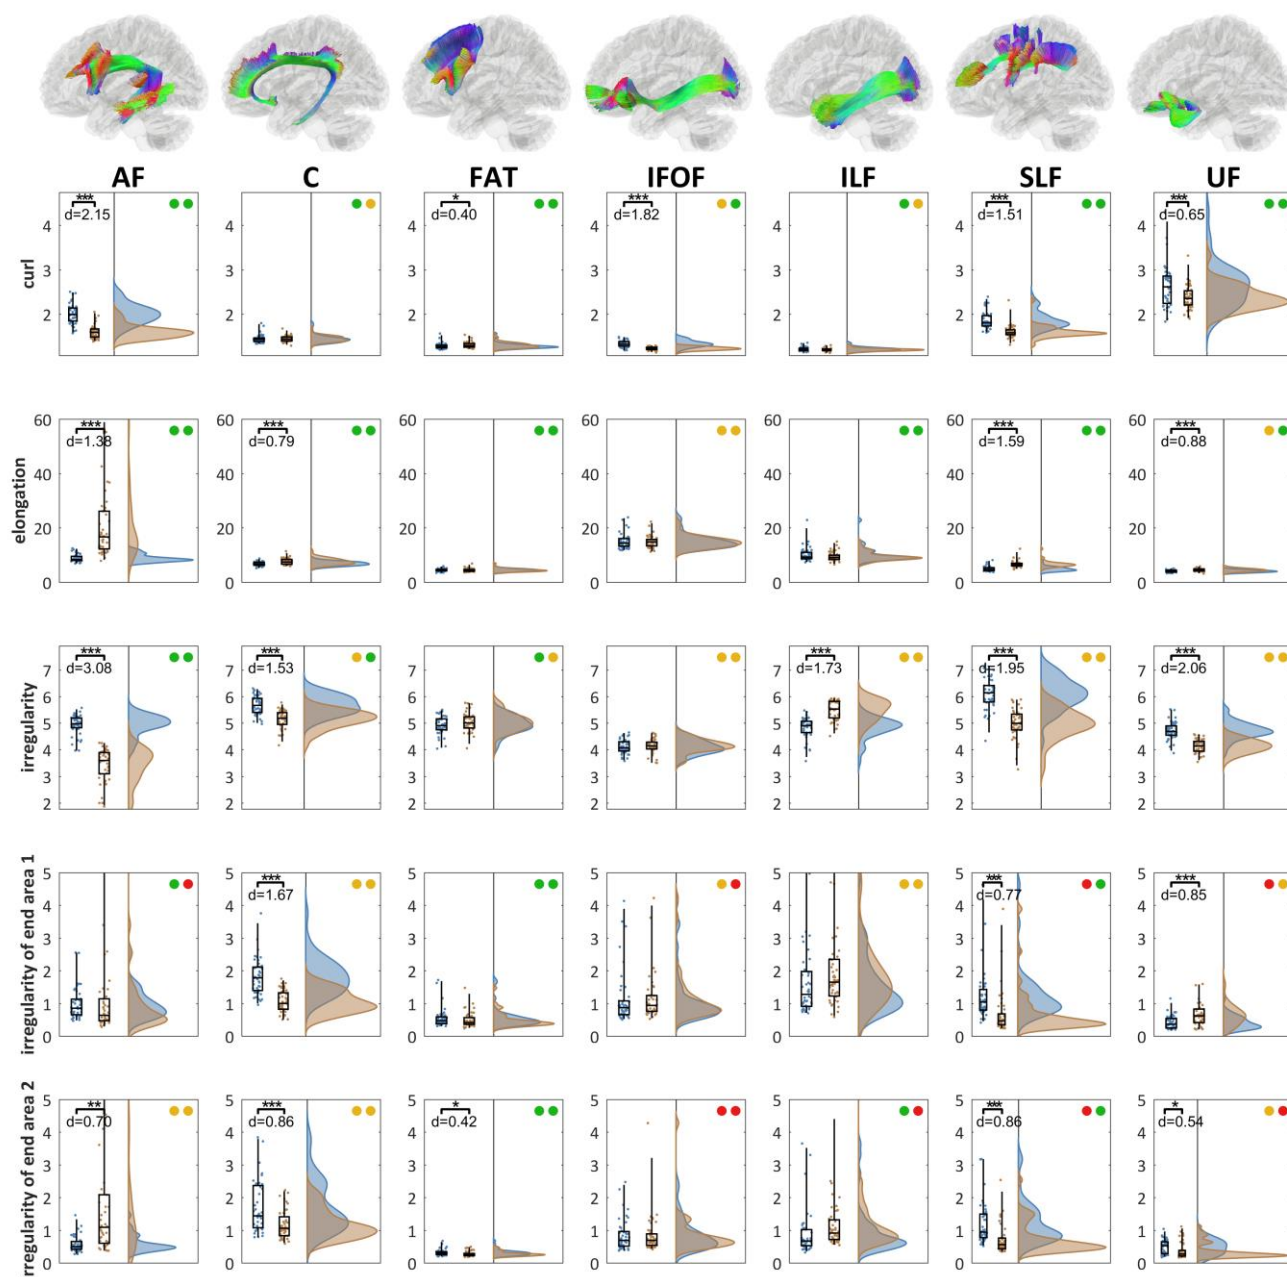 AF C FAT IFOF ILF SLF UF
curl
4 3 2
*** d=2.15
4 3 2
4 3 2
* d=0.40
4 3 2
*** d=1.82
4 3 2
4 3 2
*** d=1.51
4 3 2
*** d=0.65
elongation
60 40 20 0
*** d=1.38
60 40 20 0
*** d=0.79
60 40 20 0
60 40 20 0
60 40 20 0
60 40 20 0
*** d=1.59
60 40 20 0
*** d=0.88
irregularity
7 6 5 4 3 2
*** d=3.08
7 6 5 4 3 2
*** d=1.53
7 6 5 4 3 2
7 6 5 4 3 2
7 6 5 4 3 2
*** d=1.73
7 6 5 4 3 2
*** d=1.95
7 6 5 4 3 2
*** d=2.06
irregularity of end area 1
5 4 3 2 1 0
5 4 3 2 1 0
*** d=1.67
5 4 3 2 1 0
5 4 3 2 1 0
5 4 3 2 1 0
5 4 3 2 1 0
*** d=0.77
5 4 3 2 1 0
*** d=0.85
rregularity of end area 2
5 4 3 2 1 0
** d=0.70
5 4 3 2 1 0
*** d=0.86
5 4 3 2 1 0
* d=0.42
5 4 3 2 1 0
5 4 3 2 1 0
5 4 3 2 1 0
*** d=0.86
5 4 3 2 1 0
* d=0.54